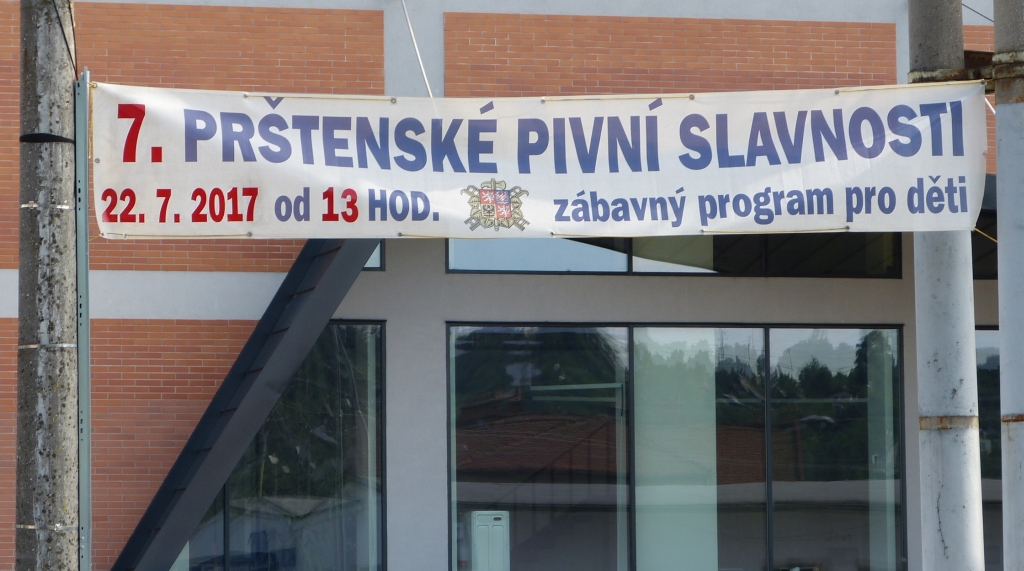 7. PRŠTENSKÉ PIVNÍ SLAVNOSTI
22. 7. 2017 od 13 HOD. zábavný program pro děti